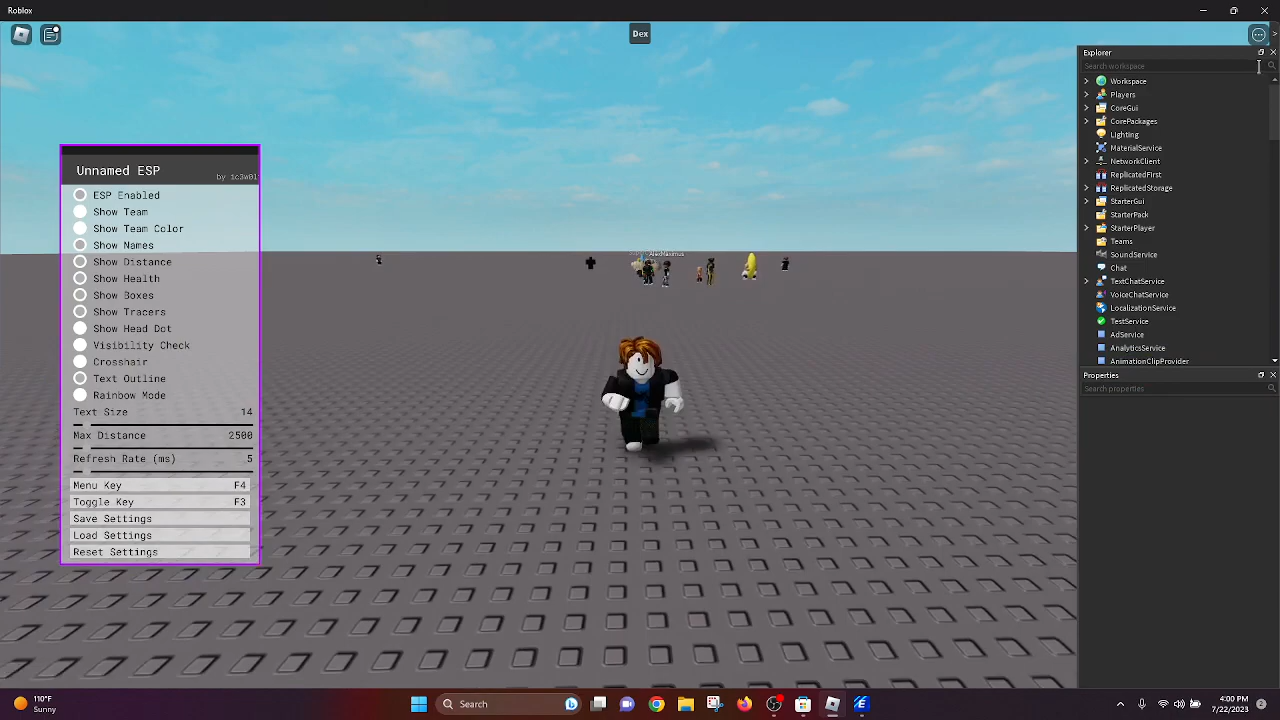 Roblox
Dex
Unnamed ESP
by ic3w0l
ESP Enabled
Show Team
Show Team Color
Show Names
Show Distance
Show Health
Show Boxes
Show Tracers
Show Head Dot
Visibility Check
Crosshair
Text Outline
Rainbow Mode
Text Size 14
Max Distance 2500
Refresh Rate (ms) 5
Menu Key F4
Toggle Key F3
Save Settings
Load Settings
Reset Settings
AlexMaximus
Explorer
Search workspace
Workspace
Players
CoreGui
CorePackages
Lighting
MaterialService
NetworkClient
ReplicatedFirst
ReplicatedStorage
StarterGui
StarterPack
StarterPlayer
Teams
SoundService
Chat
TextChatService
VoiceChatService
LocalizationService
TestService
AdService
AnalyticsService
AnimationClipProvider
Properties
Search properties
110°F
Sunny
Search
4:00 PM
7/22/2023